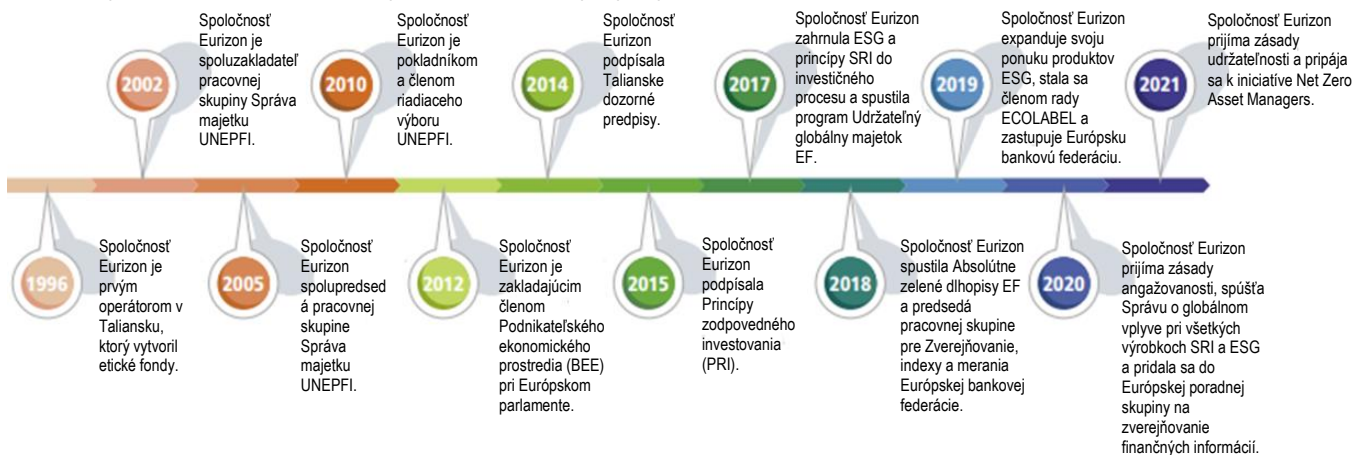 2002
Spoločnosť
Eurizon je
spoluzakladateľ
pracovnej
skupiny Správa
majetku
UNEPFI.
2010
Spoločnosť
Eurizon je
pokladníkom
a členom
riadiaceho
výboru
UNEPFI.
2014
Spoločnosť
Eurizon
podpísala
Talianske
dozorné
predpisy.
2017
Spoločnosť Eurizon
zahrnula ESG a
princípy SRI do
investičného
procesu a spustila
program Udržateľný
globálny majetok
EF.
2019
Spoločnosť Eurizon
expanduje svoju
ponuku produktov
ESG, stala sa
členom rady
ECOLABEL a
zastupuje Európsku
bankovú federáciu.
2021
Spoločnosť Eurizon
prijíma zásady
udržateľnosti a pripája
sa k iniciatíve Net Zero
Asset Managers.
1996
Spoločnosť
Eurizon je
prvým
operátorom v
Taliansku,
ktorý vytvoril
etické fondy.
2005
Spoločnosť
Eurizon
spolupredsed
á pracovnej
skupine
Správa
majetku
UNEPFI.
2012
Spoločnosť
Eurizon je
zakladajúcim
členom
Podnikateľského
ekonomického
prostredia (BEE)
pri Európskom
parlamente.
2015
Spoločnosť
Eurizon
podpísala
Princípy
zodpovedného
investovania
(PRI).
2018
Spoločnosť Eurizon
spustila Absolútne
zelené dlhopisy EF
a predsedá
pracovnej skupine
pre Zverejňovanie,
indexy a merania
Európskej bankovej
federácie.
2020
Spoločnosť Eurizon
prijíma zásady
angažovanosti, spúšťa
Správu o globálnom
vplyve pri všetkých
výrobkoch SRI a ESG
a pridala sa do
Európskej poradnej
skupiny na
zverejňovanie
finančných informácií.